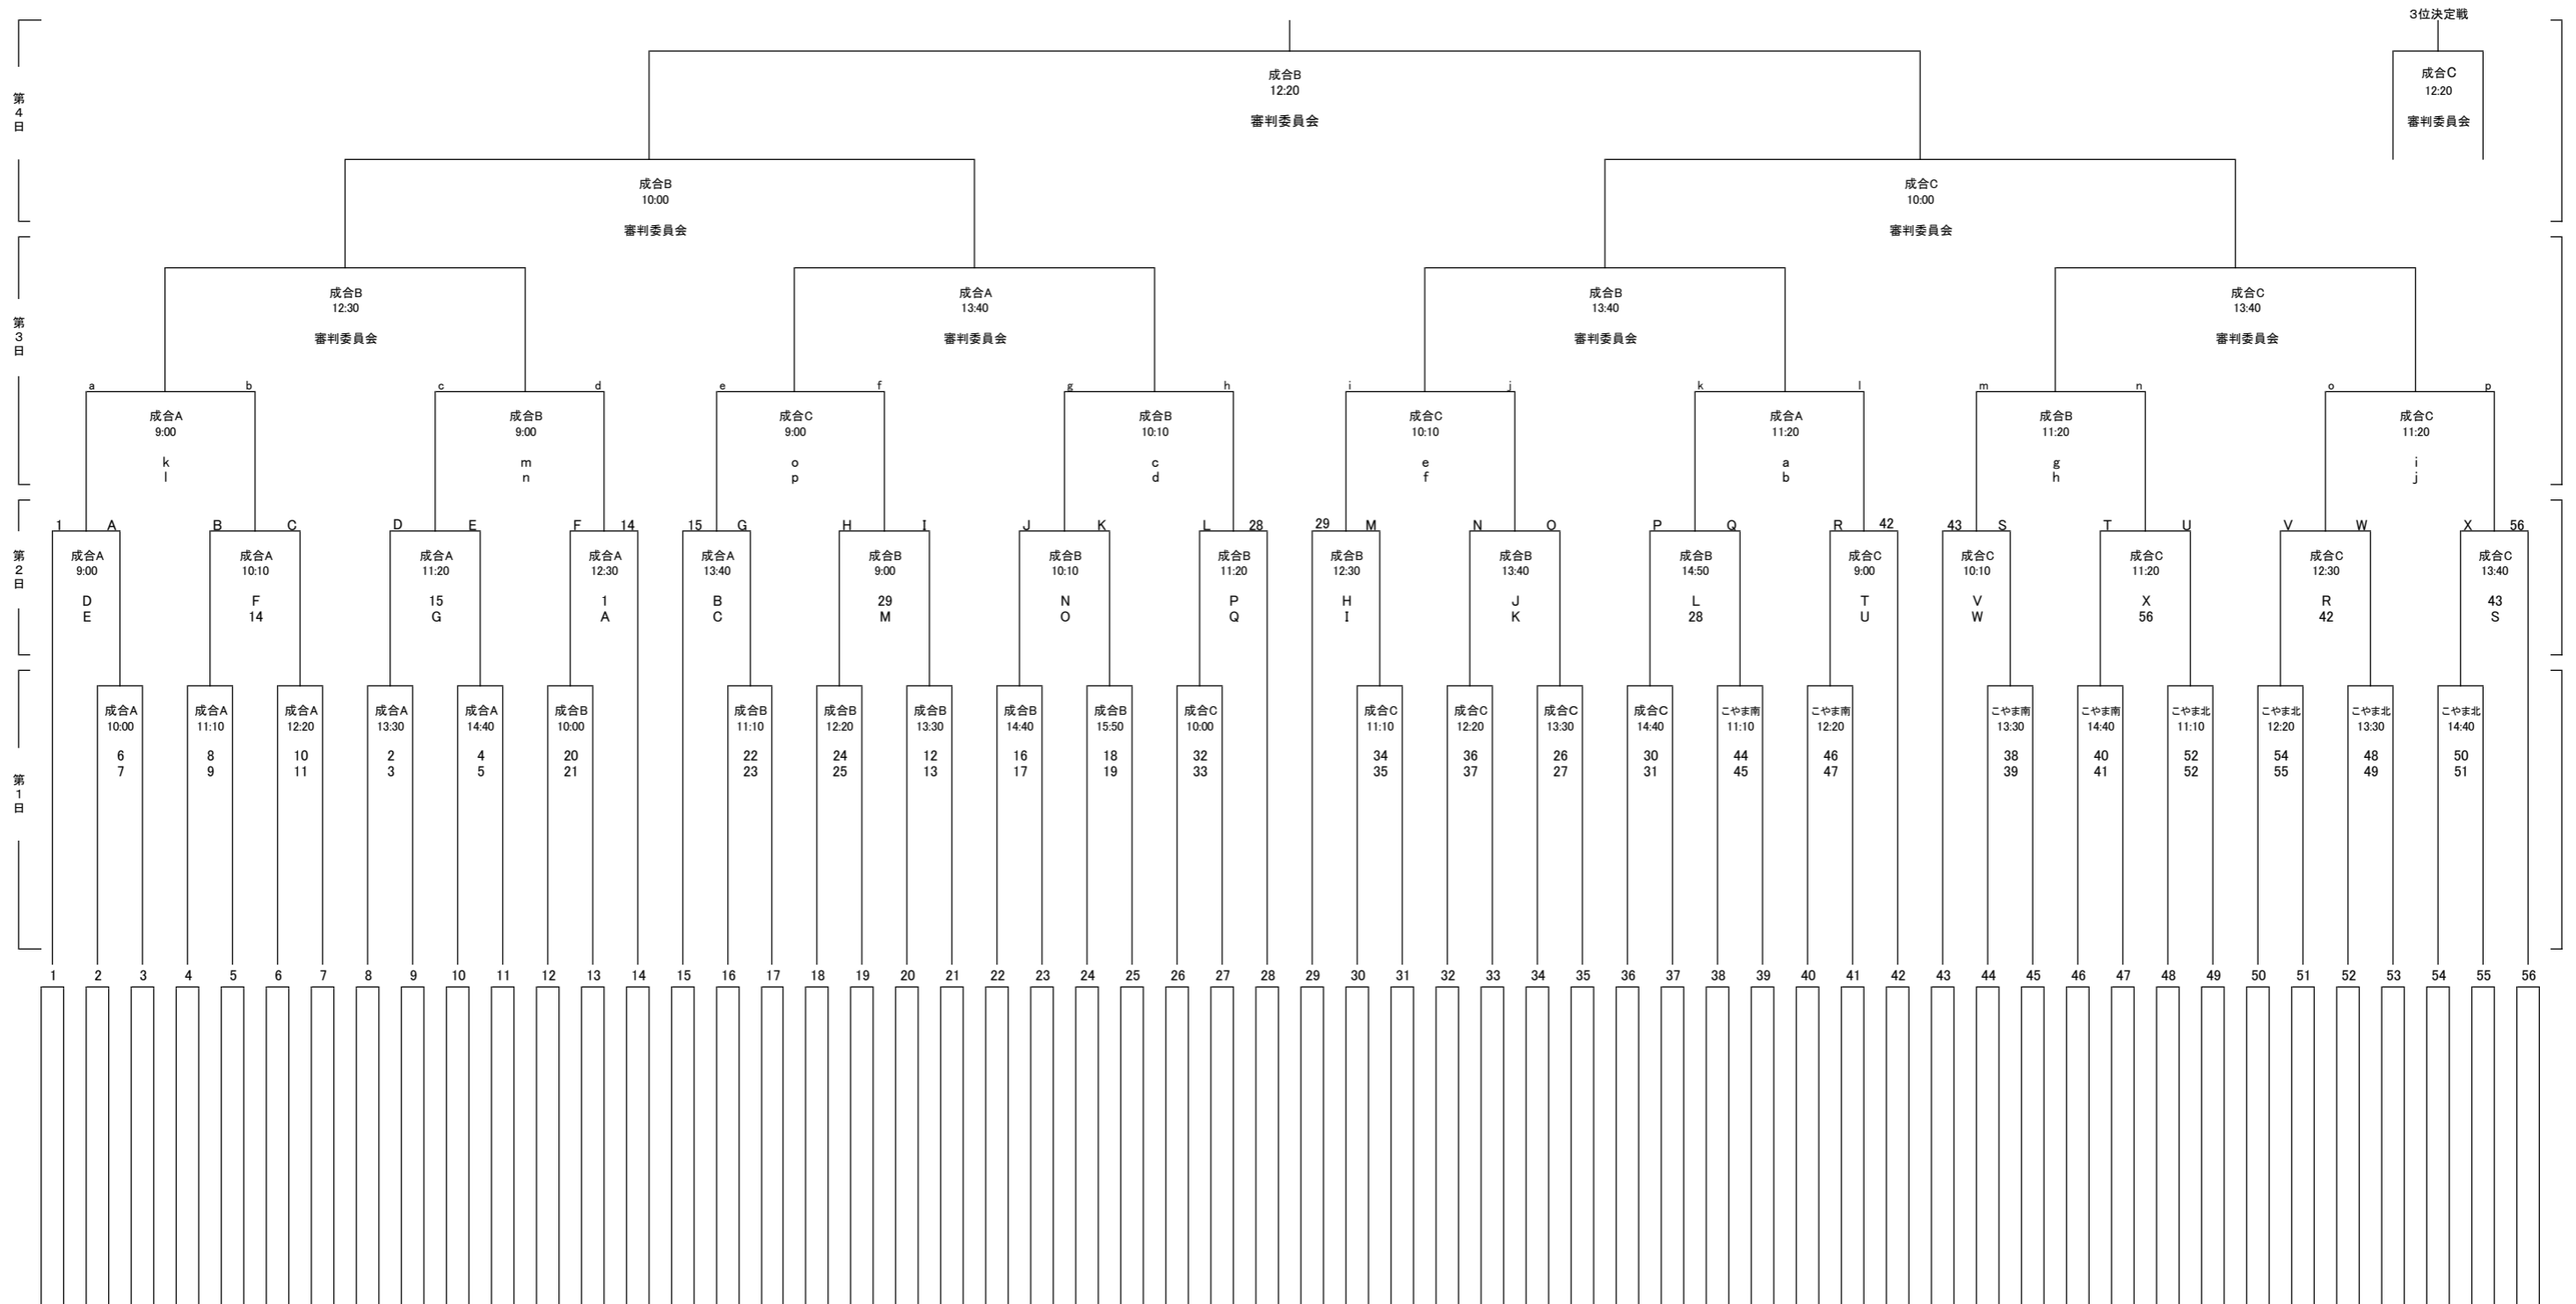 3位決定戦
成合B
12:20
審判委員会
成合C
12:20
審判委員会
第4日
成合B
10:00
審判委員会
成合C
10:00
審判委員会
第3日
成合B
12:30
審判委員会
成合A
13:40
審判委員会
成合B
13:40
審判委員会
成合C
13:40
審判委員会
a b c d e f g h i j k l m n o p
成合A 成合B 成合C 成合B 成合C 成合A 成合B 成合C
9:00 9:00 9:00 10:10 10:10 11:20 11:20 11:20
k m o c e a g i
l n p d f b h j
第2日
1 A B C D E F 14 15 G H I J K L 28 29 M N O P Q R 42 43 S T U V W X 56
成合A 成合A 成合A 成合A 成合A 成合B 成合B 成合B 成合B 成合B 成合B 成合C 成合C 成合C 成合C 成合C
9:00 10:10 11:20 12:30 13:40 9:00 10:10 11:20 12:30 13:40 14:50 9:00 10:10 11:20 12:30 13:40
D F 15 1 B 29 N P H J L T V X R 43
E 14 G A C M O Q I K 28 U W 56 42 S
第1日
成合A 成合A 成合A 成合A 成合A 成合B 成合B 成合B 成合B 成合B 成合B 成合C 成合C 成合C 成合C 成合C こやま南 こやま南 こやま南 こやま南 こやま北 こやま北 こやま北 こやま北
10:00 11:10 12:20 13:30 14:40 10:00 11:10 12:20 13:30 14:40 15:50 10:00 11:10 12:20 13:30 14:40 11:10 12:20 13:30 14:40 11:10 12:20 13:30 14:40
6 8 10 2 4 20 22 24 12 16 18 32 34 36 26 30 44 46 38 40 52 54 48 50
7 9 11 3 5 21 23 25 13 17 19 33 35 37 27 31 45 47 39 41 52 55 49 51
1 2 3 4 5 6 7 8 9 10 11 12 13 14 15 16 17 18 19 20 21 22 23 24 25 26 27 28 29 30 31 32 33 34 35 36 37 38 39 40 41 42 43 44 45 46 47 48 49 50 51 52 53 54 55 56